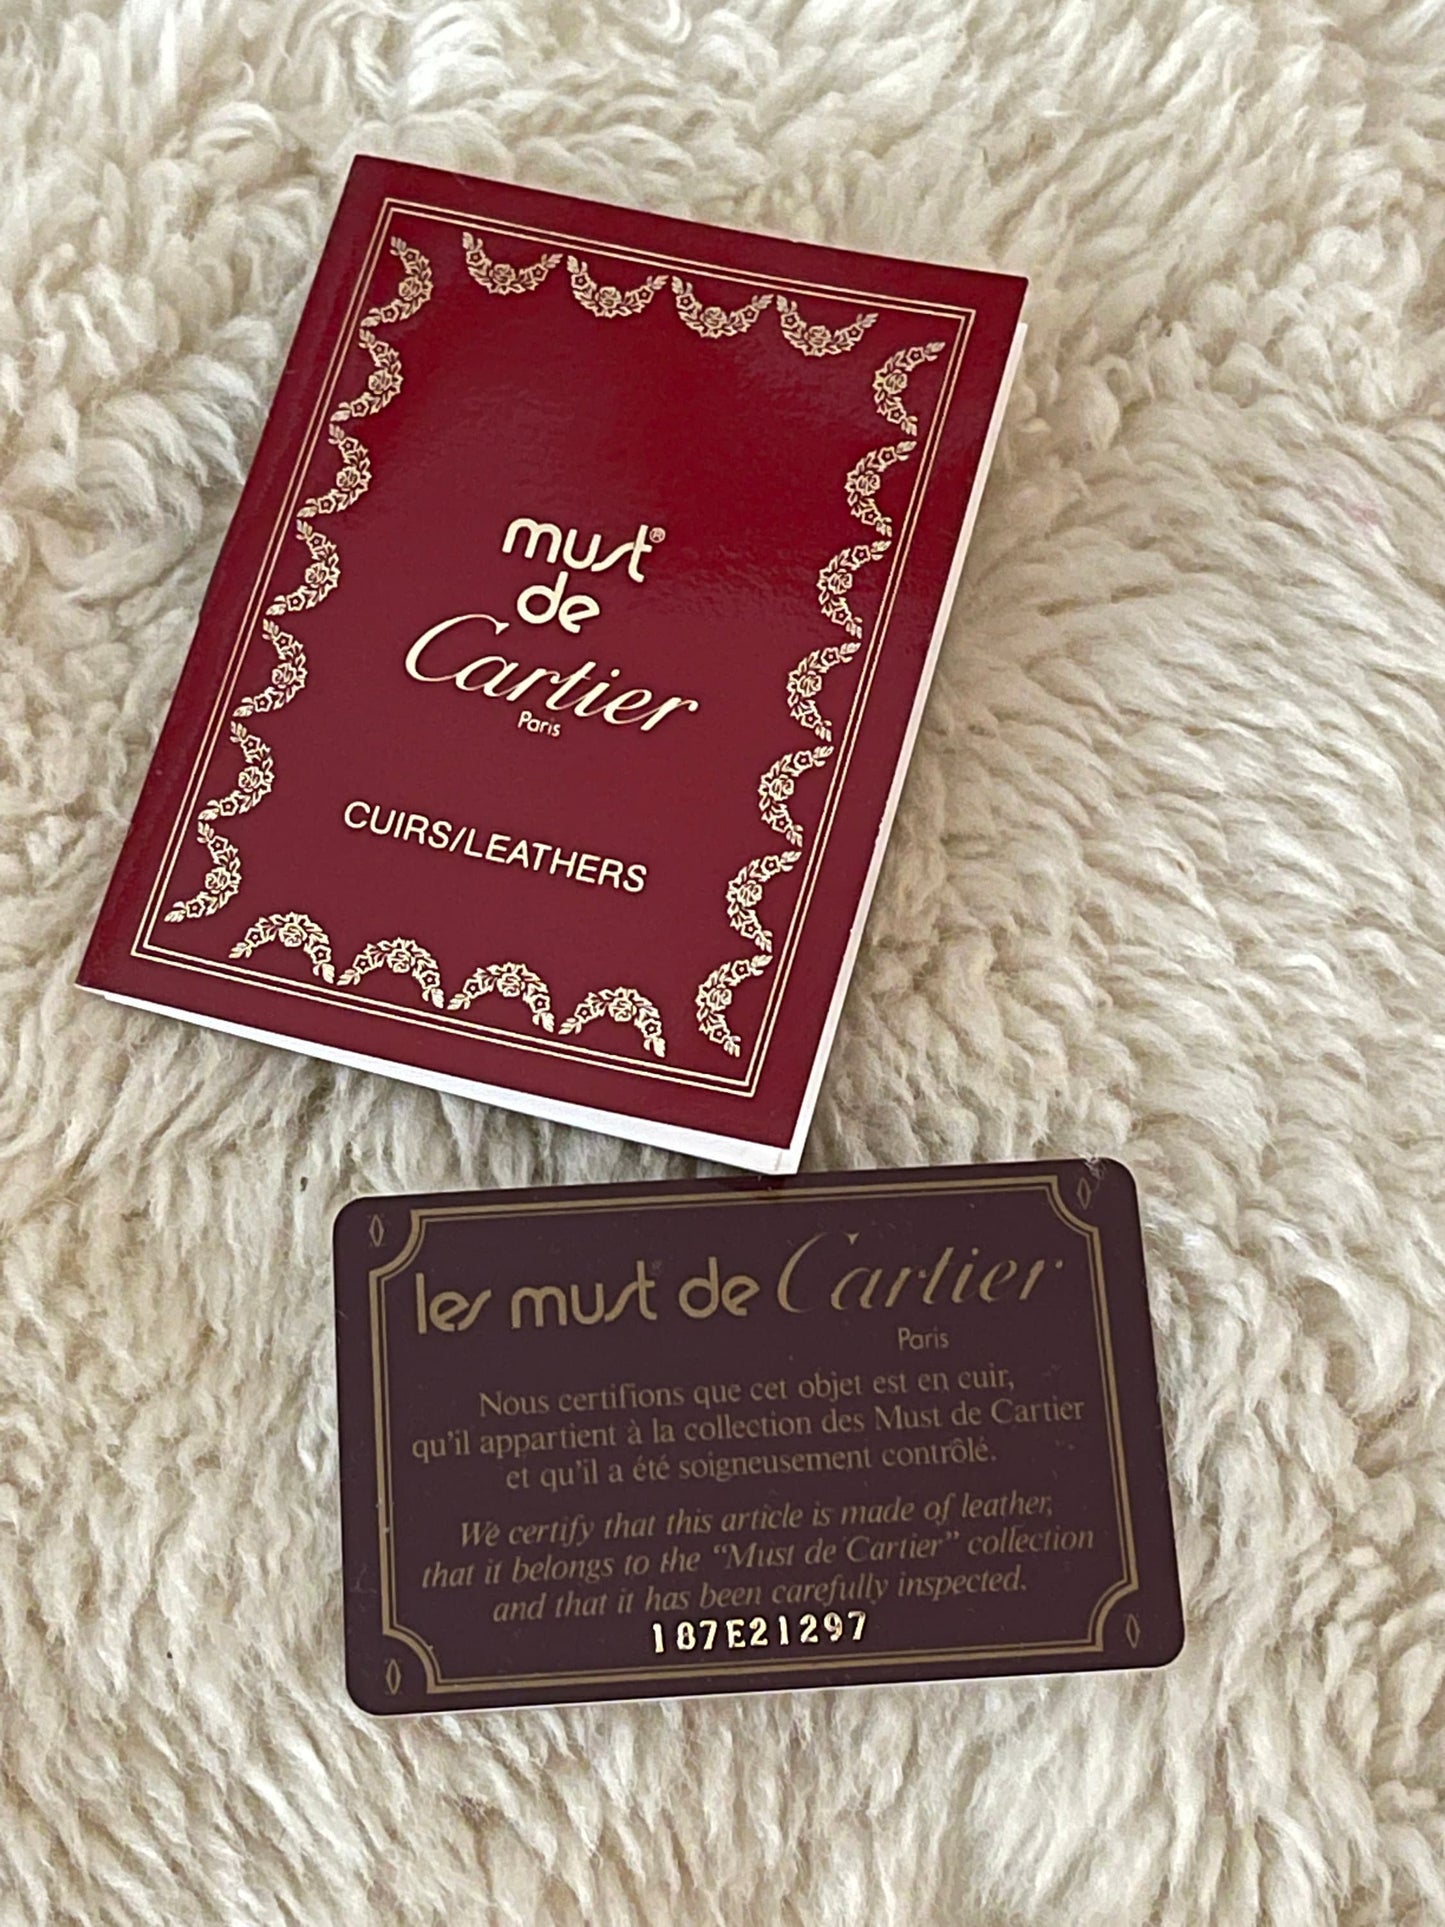 must®
de
Cartier
Paris
CUIRS/LEATHERS
les must de Cartier
Paris
Nous certifions que cet objet est en cuir,
qu'il appartient à la collection des Must de Cartier
et qu'il a été soigneusement contrôlé.
We certify that this article is made of leather,
that it belongs to the "Must de Cartier" collection
and that it has been carefully inspected.
187E21297